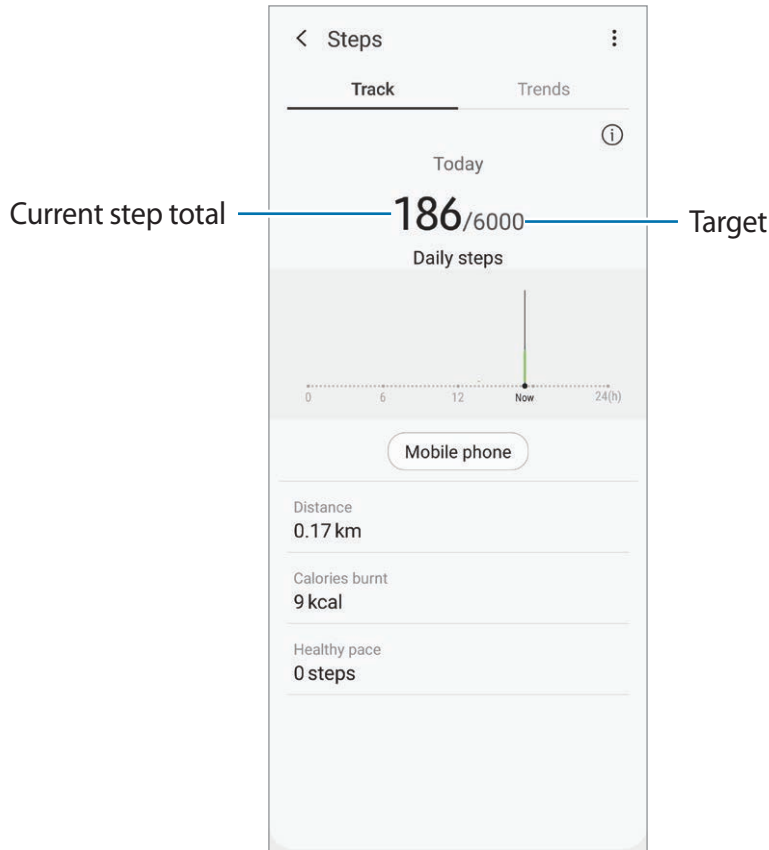 Steps
Track Trends
Today
Current step total 186/6000 Target
Daily steps
0 6 12 Now 24(h)
Mobile phone
Distance
0.17 km
Calories burnt
9 kcal
Healthy pace
0 steps